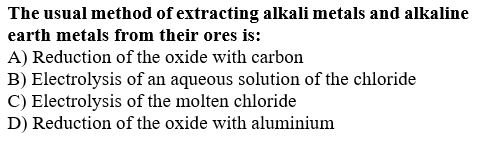 The usual method of extracting alkali metals and alkaline
earth metals from their ores is:
A) Reduction of the oxide with carbon
B) Electrolysis of an aqueous solution of the chloride
C) Electrolysis of the molten chloride
D) Reduction of the oxide with aluminium